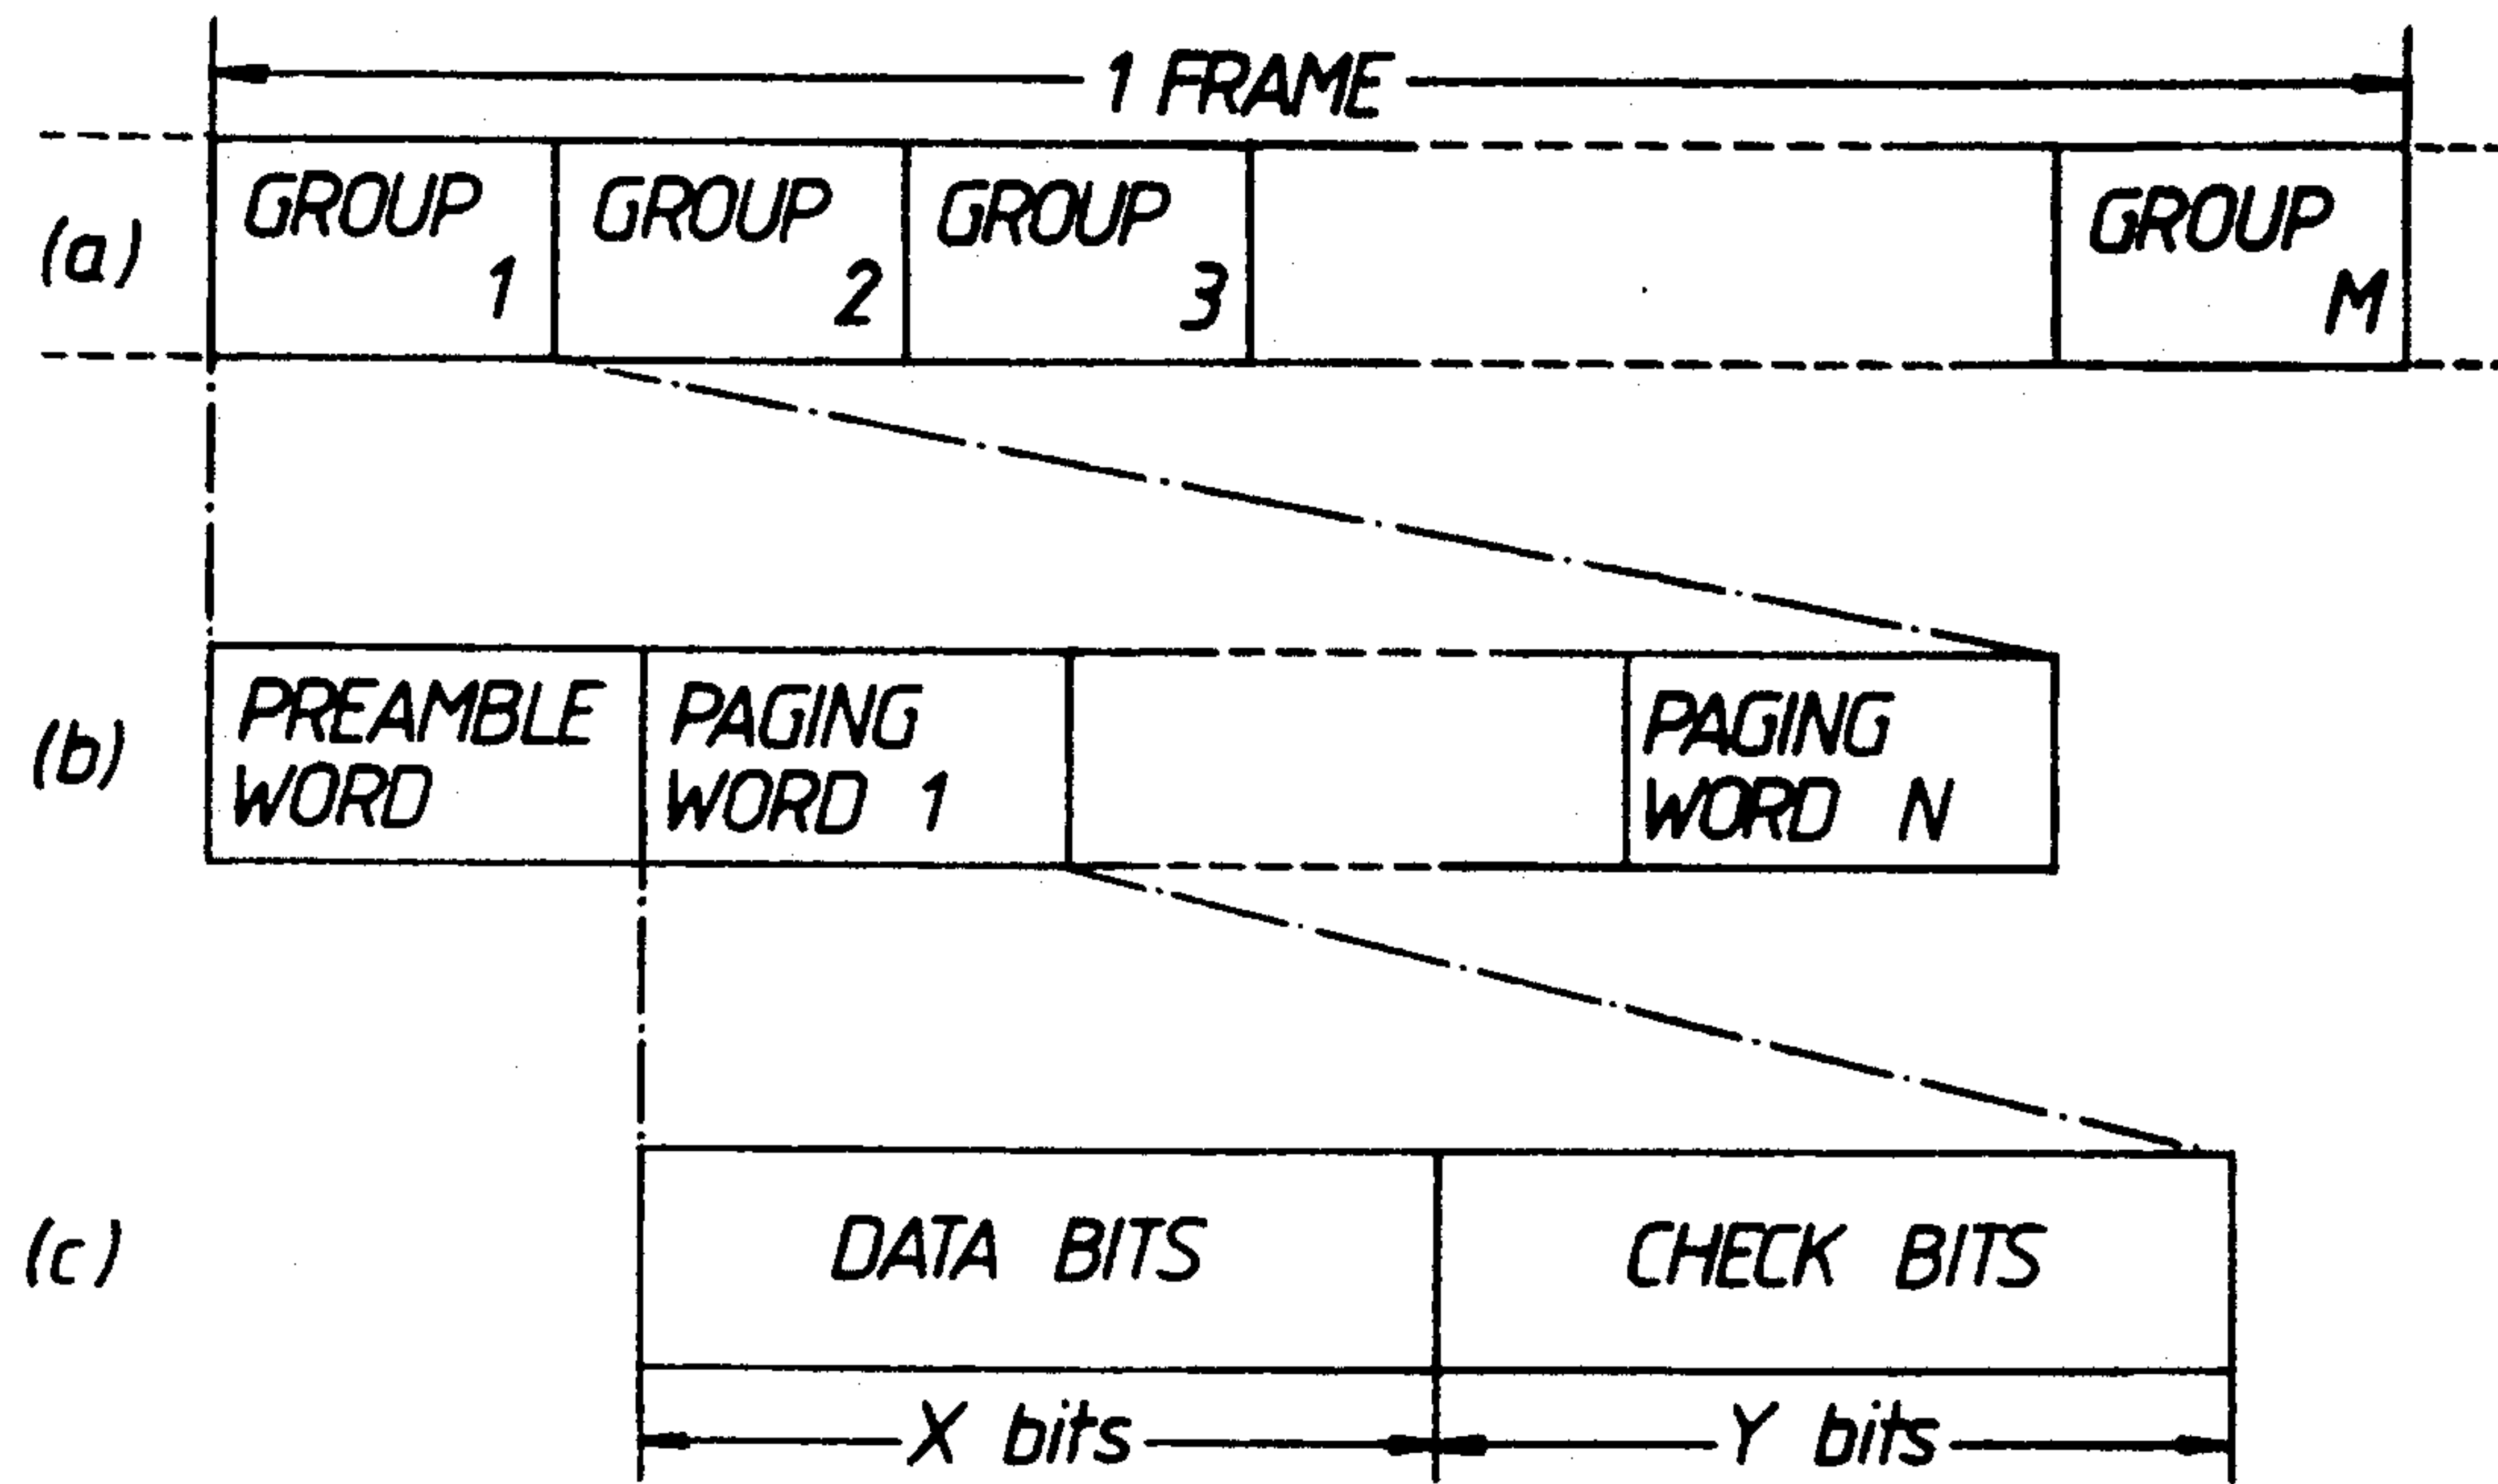 1 FRAME
(a)
GROUP
1
GROUP
2
GROUP
3
GROUP
M
(b)
PREAMBLE
WORD
PAGING
WORD 1
PAGING
WORD N
(c)
DATA BITS
CHECK BITS
X bits
Y bits